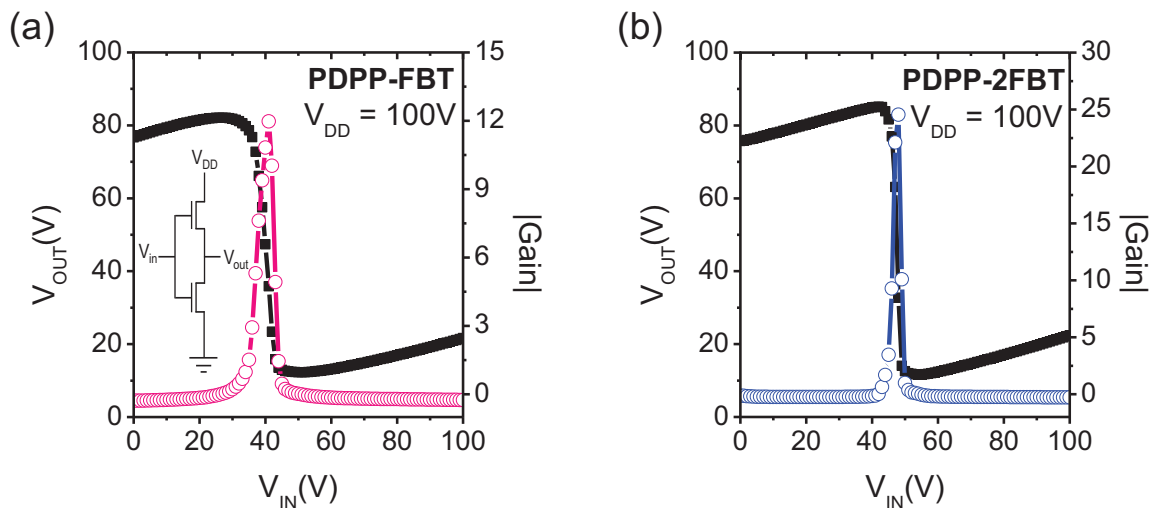 (a)
PDPP-FBT
V_DD = 100V
V_DD
V_in
V_out
V_OUT(V)
100
80
60
40
20
0
|Gain|
15
12
9
6
3
0
0 20 40 60 80 100
V_IN(V)
(b)
PDPP-2FBT
V_DD = 100V
V_OUT(V)
100
80
60
40
20
0
|Gain|
30
25
20
15
10
5
0
0 20 40 60 80 100
V_IN(V)